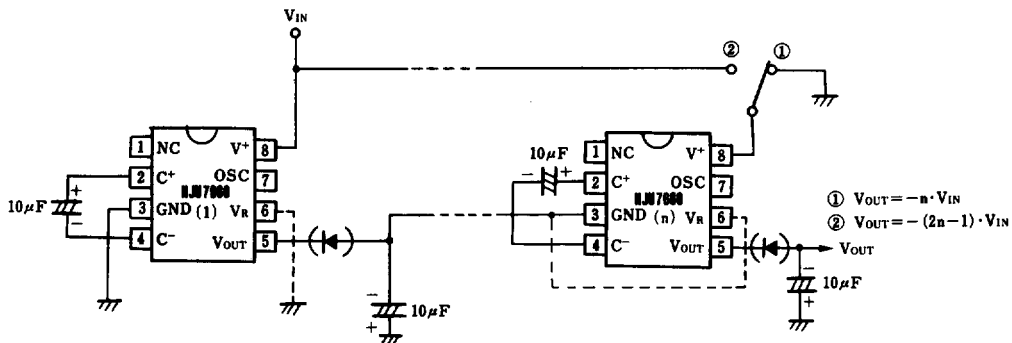 VIN
② ①
1 NC V+ 8
2 C+ OSC 7
3 GND (1) VR 6
4 C- VOUT 5
10μF
+
-
-
+
10μF
10μF
- +
1 NC V+ 8
2 C+ OSC 7
3 GND (n) VR 6
4 C- VOUT 5
① VOUT=-n·VIN
② VOUT=-(2n-1)·VIN
VOUT
-
+
10μF